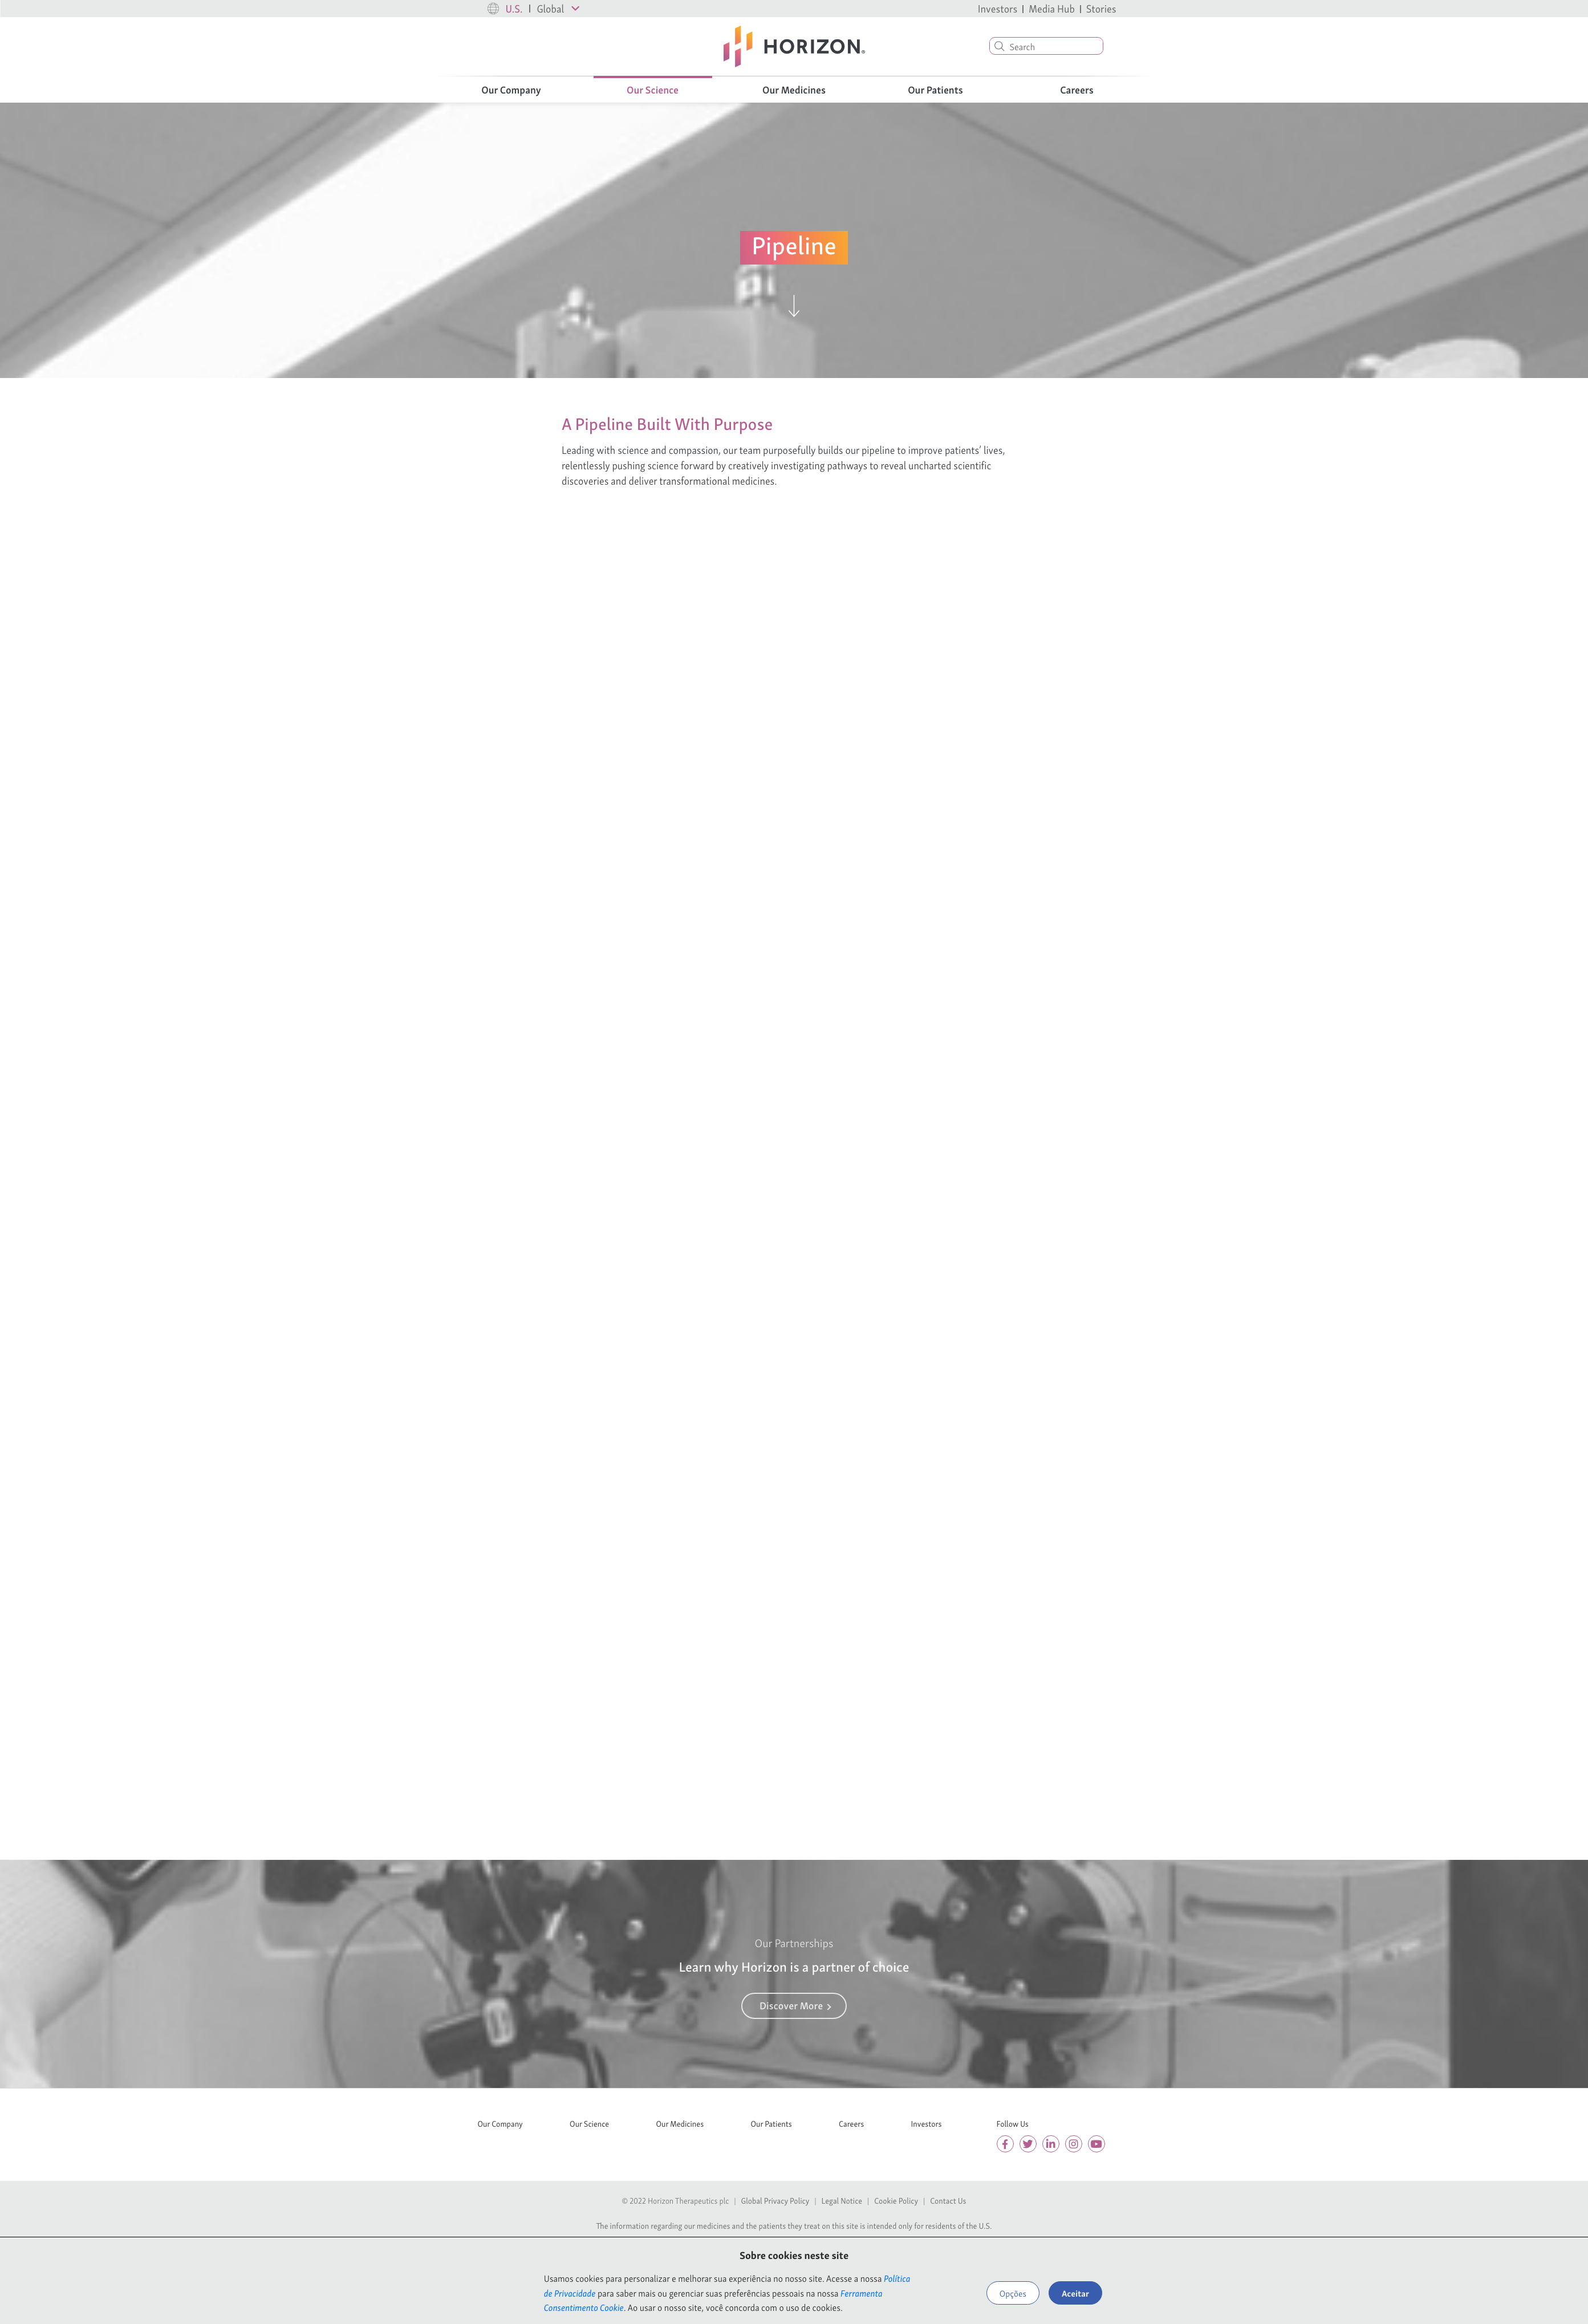 U.S. | Global
Investors | Media Hub | Stories
HORIZON®
Search
Our Company
Our Science
Our Medicines
Our Patients
Careers
Pipeline
A Pipeline Built With Purpose
Leading with science and compassion, our team purposefully builds our pipeline to improve patients’ lives,
relentlessly pushing science forward by creatively investigating pathways to reveal uncharted scientific
discoveries and deliver transformational medicines.
Our Partnerships
Learn why Horizon is a partner of choice
Discover More
Our Company
Our Science
Our Medicines
Our Patients
Careers
Investors
Follow Us
© 2022 Horizon Therapeutics plc | Global Privacy Policy | Legal Notice | Cookie Policy | Contact Us
The information regarding our medicines and the patients they treat on this site is intended only for residents of the U.S.
Sobre cookies neste site
Usamos cookies para personalizar e melhorar sua experiência no nosso site. Acesse a nossa Política
de Privacidade para saber mais ou gerenciar suas preferências pessoais na nossa Ferramenta
Consentimento Cookie. Ao usar o nosso site, você concorda com o uso de cookies.
Opções
Aceitar